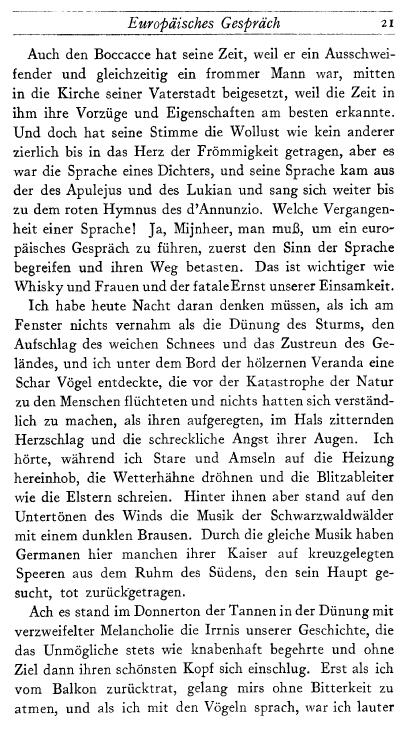 Europäisches Gespräch 21
Auch den Boccacce hat seine Zeit, weil er ein Ausschwei-
fender und gleichzeitig ein frommer Mann war, mitten
in die Kirche seiner Vaterstadt beigesetzt, weil die Zeit in
ihm ihre Vorzüge und Eigenschaften am besten erkannte.
Und doch hat seine Stimme die Wollust wie kein anderer
zierlich bis in das Herz der Frömmigkeit getragen, aber es
war die Sprache eines Dichters, und seine Sprache kam aus
der des Apulejus und des Lukian und sang sich weiter bis
zu dem roten Hymnus des d'Annunzio. Welche Vergangen-
heit einer Sprache! Ja, Mijnheer, man muß, um ein euro-
päisches Gespräch zu führen, zuerst den Sinn der Sprache
begreifen und ihren Weg betasten. Das ist wichtiger wie
Whisky und Frauen und der fatale Ernst unserer Einsamkeit.
Ich habe heute Nacht daran denken müssen, als ich am
Fenster nichts vernahm als die Dünung des Sturms, den
Aufschlag des weichen Schnees und das Zustreun des Ge-
ländes, und ich unter dem Bord der hölzernen Veranda eine
Schar Vögel entdeckte, die vor der Katastrophe der Natur
zu den Menschen flüchteten und nichts hatten sich verständ-
lich zu machen, als ihren aufgeregten, im Hals zitternden
Herzschlag und die schreckliche Angst ihrer Augen. Ich
hörte, während ich Stare und Amseln auf die Heizung
hereinhob, die Wetterhähne dröhnen und die Blitzableiter
wie die Elstern schreien. Hinter ihnen aber stand auf den
Untertönen des Winds die Musik der Schwarzwaldwälder
mit einem dunklen Brausen. Durch die gleiche Musik haben
Germanen hier manchen ihrer Kaiser auf kreuzgelegten
Speeren aus dem Ruhm des Südens, den sein Haupt ge-
sucht, tot zurückgetragen.
Ach es stand im Donnerton der Tannen in der Dünung mit
verzweifelter Melancholie die Irrnis unserer Geschichte, die
das Unmögliche stets wie knabenhaft begehrte und ohne
Ziel dann ihren schönsten Kopf sich einschlug. Erst als ich
vom Balkon zurücktrat, gelang mirs ohne Bitterkeit zu
atmen, und als ich mit den Vögeln sprach, war ich lauter